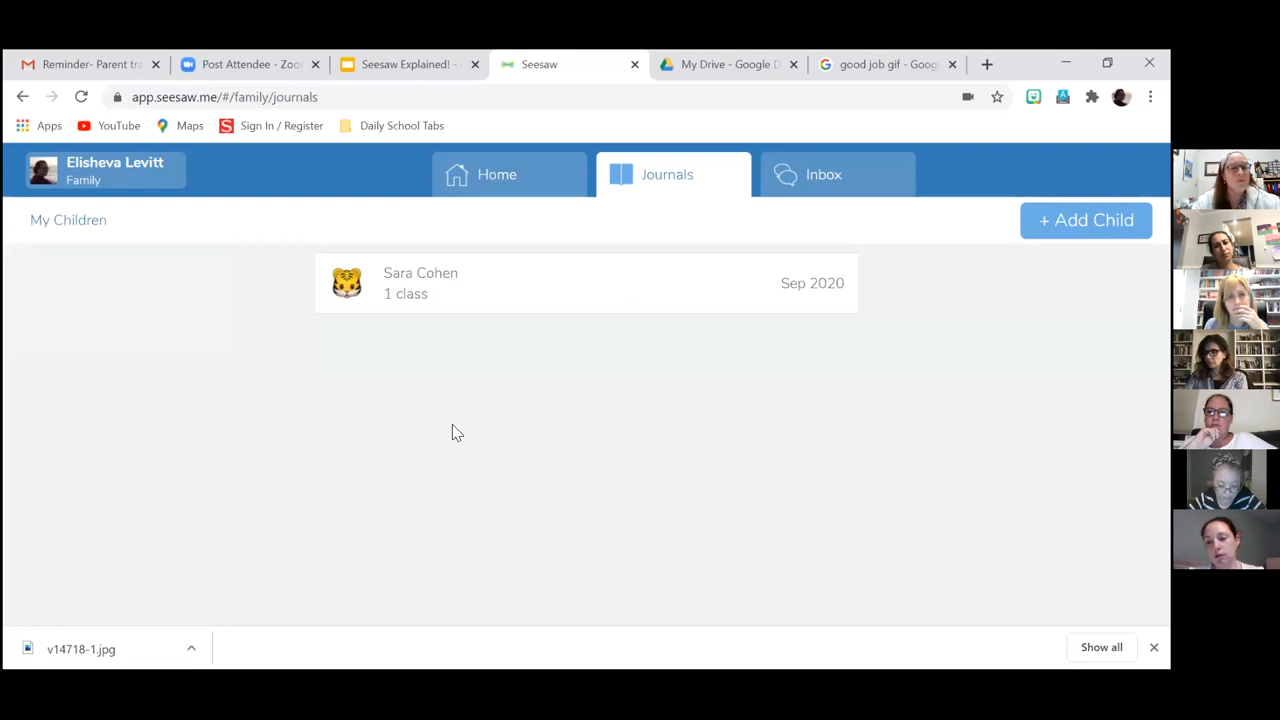 Reminder- Parent tra
Post Attendee - Zoo
Seesaw Explained! -
Seesaw
My Drive - Google D
good job gif - Goog
app.seesaw.me/#/family/journals
Apps
YouTube
Maps
Sign In / Register
Daily School Tabs
Elisheva Levitt
Family
Home
Journals
Inbox
My Children
+ Add Child
Sara Cohen
1 class
Sep 2020
v14718-1.jpg
Show all